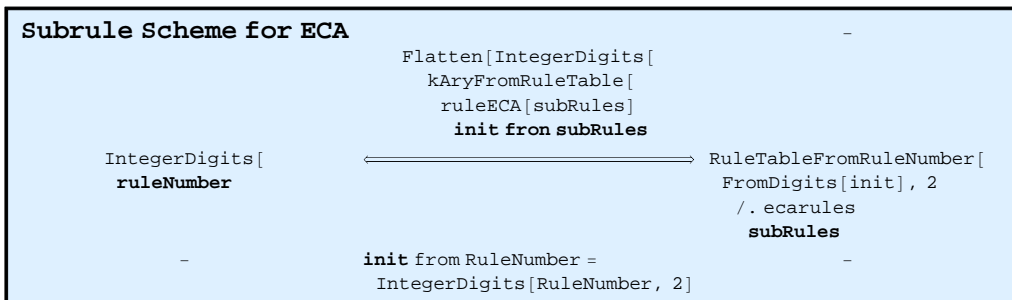 Subrule Scheme for ECA –
Flatten[IntegerDigits[
kAryFromRuleTable[
ruleECA[subRules]
init fron subRules
IntegerDigits[ ⟺ RuleTableFromRuleNumber[
ruleNumber FromDigits[init], 2
/. ecarules
subRules
– init from RuleNumber = –
IntegerDigits[RuleNumber, 2]